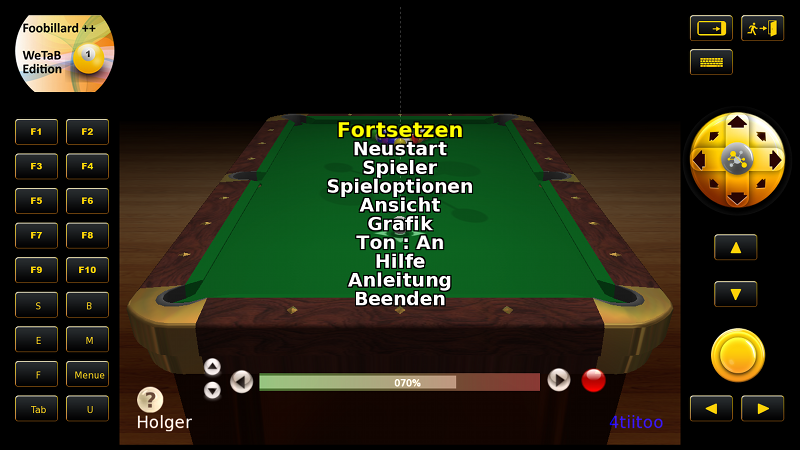 Foobillard ++
WeTaB
Edition
1
F1
F2
F3
F4
F5
F6
F7
F8
F9
F10
S
B
E
M
F
Menue
Tab
U
Fortsetzen
Neustart
Spieler
Spieloptionen
Ansicht
Grafik
Ton : An
Hilfe
Anleitung
Beenden
070%
?
Holger
4tiitoo